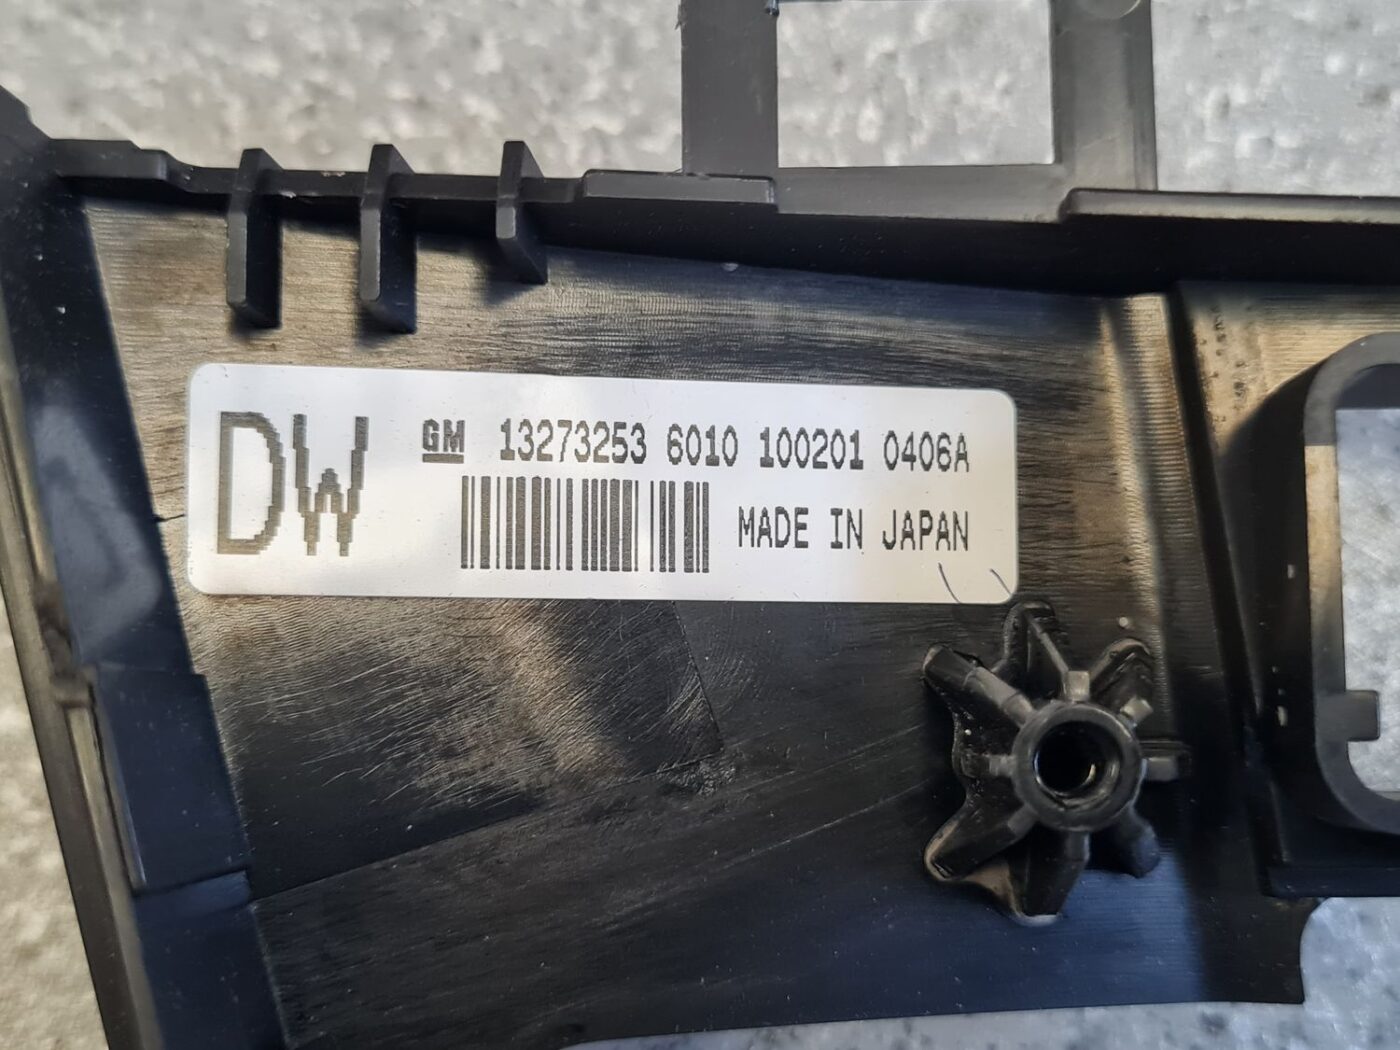 DW
GM 13273253 6010 100201 0406A
MADE IN JAPAN